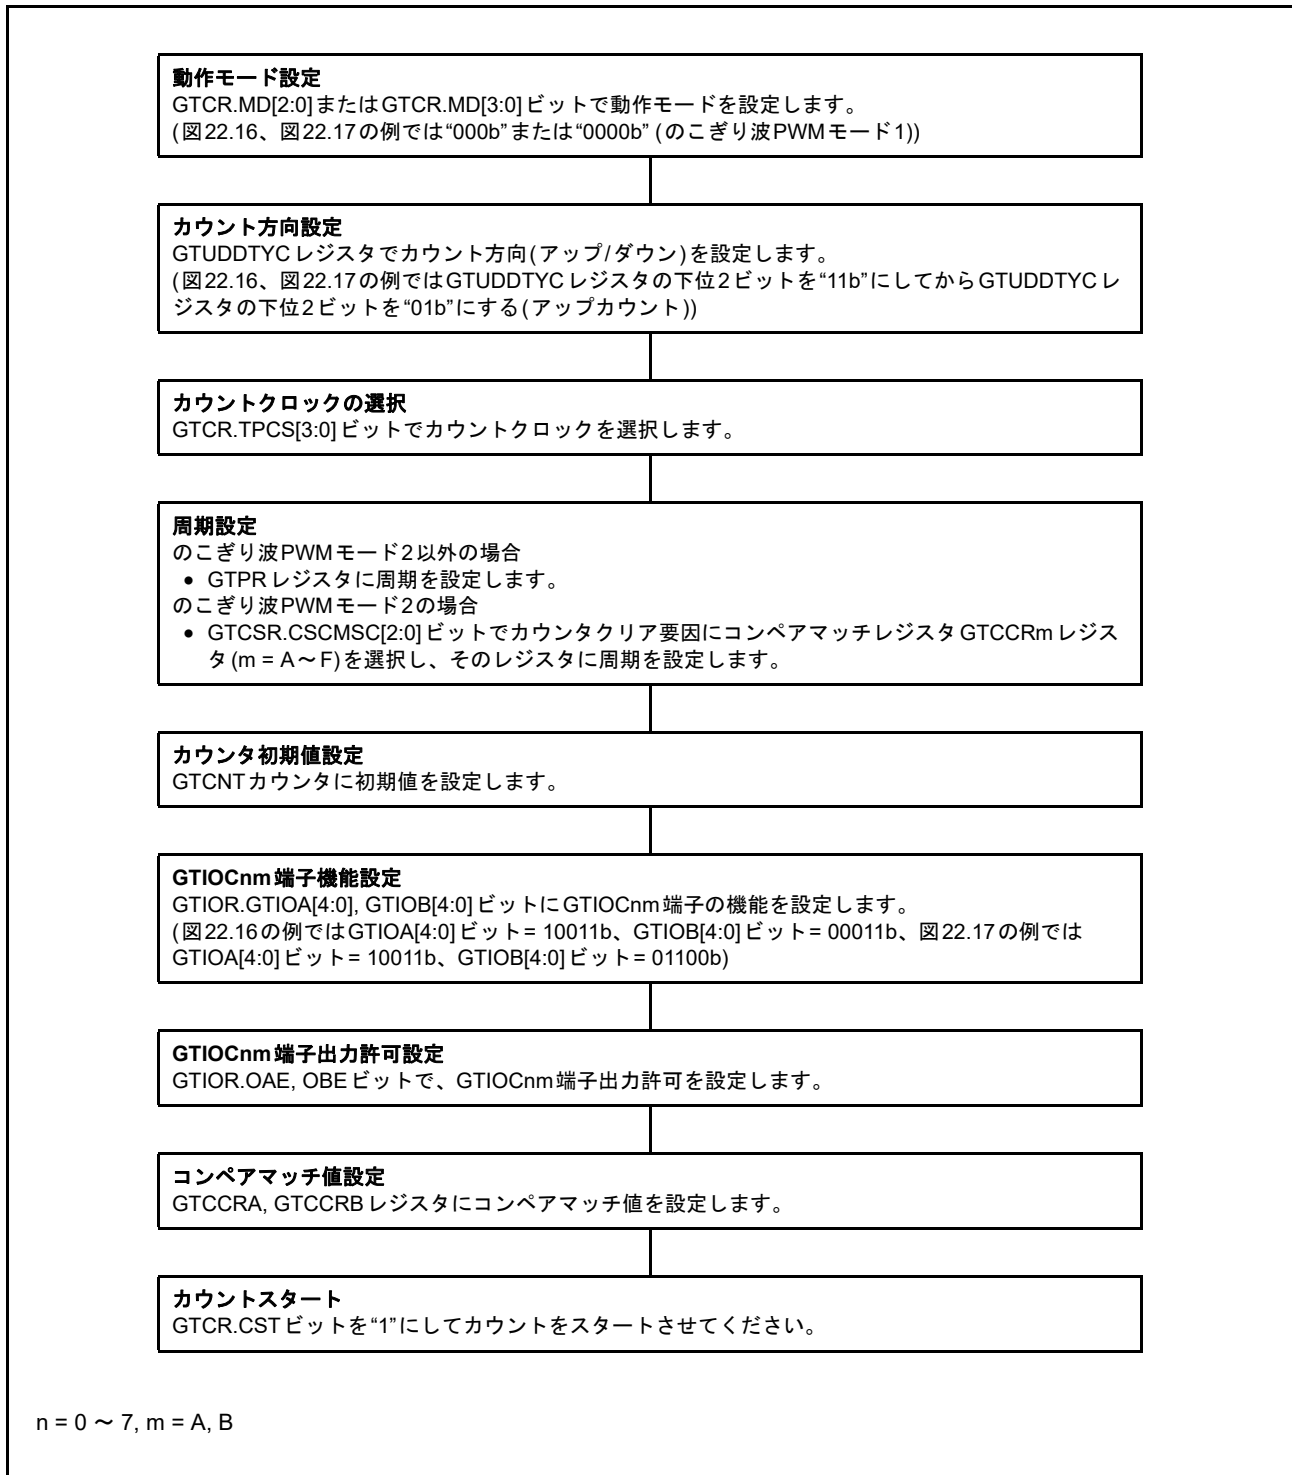 動作モード設定
GTCR.MD[2:0]またはGTCR.MD[3:0]ビットで動作モードを設定します。
(図22.16、図22.17の例では“000b”または“0000b” (のこぎり波PWMモード1))
カウント方向設定
GTUDDTYCレジスタでカウント方向(アップ/ダウン)を設定します。
(図22.16、図22.17の例ではGTUDDTYCレジスタの下位2ビットを“11b”にしてからGTUDDTYCレ
ジスタの下位2ビットを“01b”にする(アップカウント))
カウントクロックの選択
GTCR.TPCS[3:0]ビットでカウントクロックを選択します。
周期設定
のこぎり波PWMモード2以外の場合
• GTPRレジスタに周期を設定します。
のこぎり波PWMモード2の場合
• GTCSR.CSCMSC[2:0]ビットでカウンタクリア要因にコンペアマッチレジスタGTCCRmレジス
タ(m = A～F)を選択し、そのレジスタに周期を設定します。
カウンタ初期値設定
GTCNTカウンタに初期値を設定します。
GTIOCnm端子機能設定
GTIOR.GTIOA[4:0], GTIOB[4:0]ビットにGTIOCnm端子の機能を設定します。
(図22.16の例ではGTIOA[4:0]ビット= 10011b、GTIOB[4:0]ビット= 00011b、図22.17の例では
GTIOA[4:0]ビット= 10011b、GTIOB[4:0]ビット= 01100b)
GTIOCnm端子出力許可設定
GTIOR.OAE, OBEビットで、GTIOCnm端子出力許可を設定します。
コンペアマッチ値設定
GTCCRA, GTCCRBレジスタにコンペアマッチ値を設定します。
カウントスタート
GTCR.CSTビットを“1”にしてカウントをスタートさせてください。
n = 0 ～ 7, m = A, B